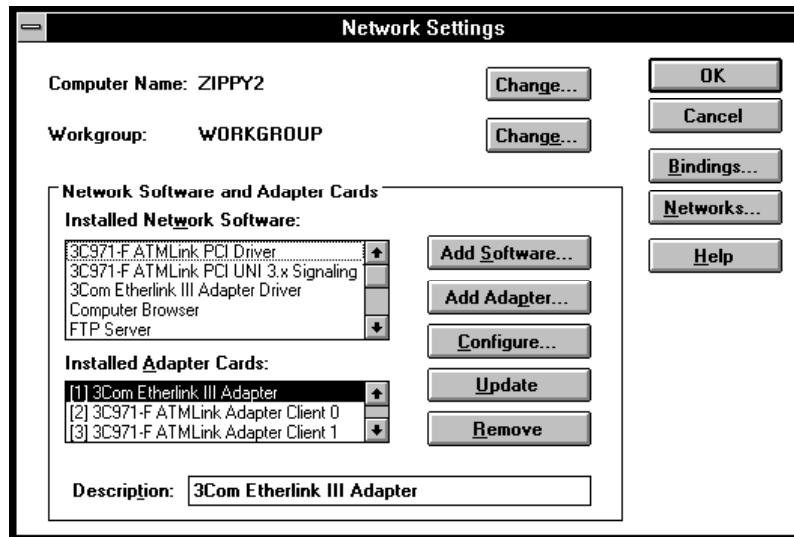 Network Settings
Computer Name: ZIPPY2
Change...
OK
Cancel
Workgroup: WORKGROUP
Change...
Bindings...
Networks...
Help
Network Software and Adapter Cards
Installed Network Software:
3C971-F ATMLink PCI Driver
3C971-F ATMLink PCI UNI 3.x Signaling
3Com Etherlink III Adapter Driver
Computer Browser
FTP Server
Add Software...
Add Adapter...
Configure...
Update
Remove
Installed Adapter Cards:
[1] 3Com Etherlink III Adapter
[2] 3C971-F ATMLink Adapter Client 0
[3] 3C971-F ATMLink Adapter Client 1
Description: 3Com Etherlink III Adapter